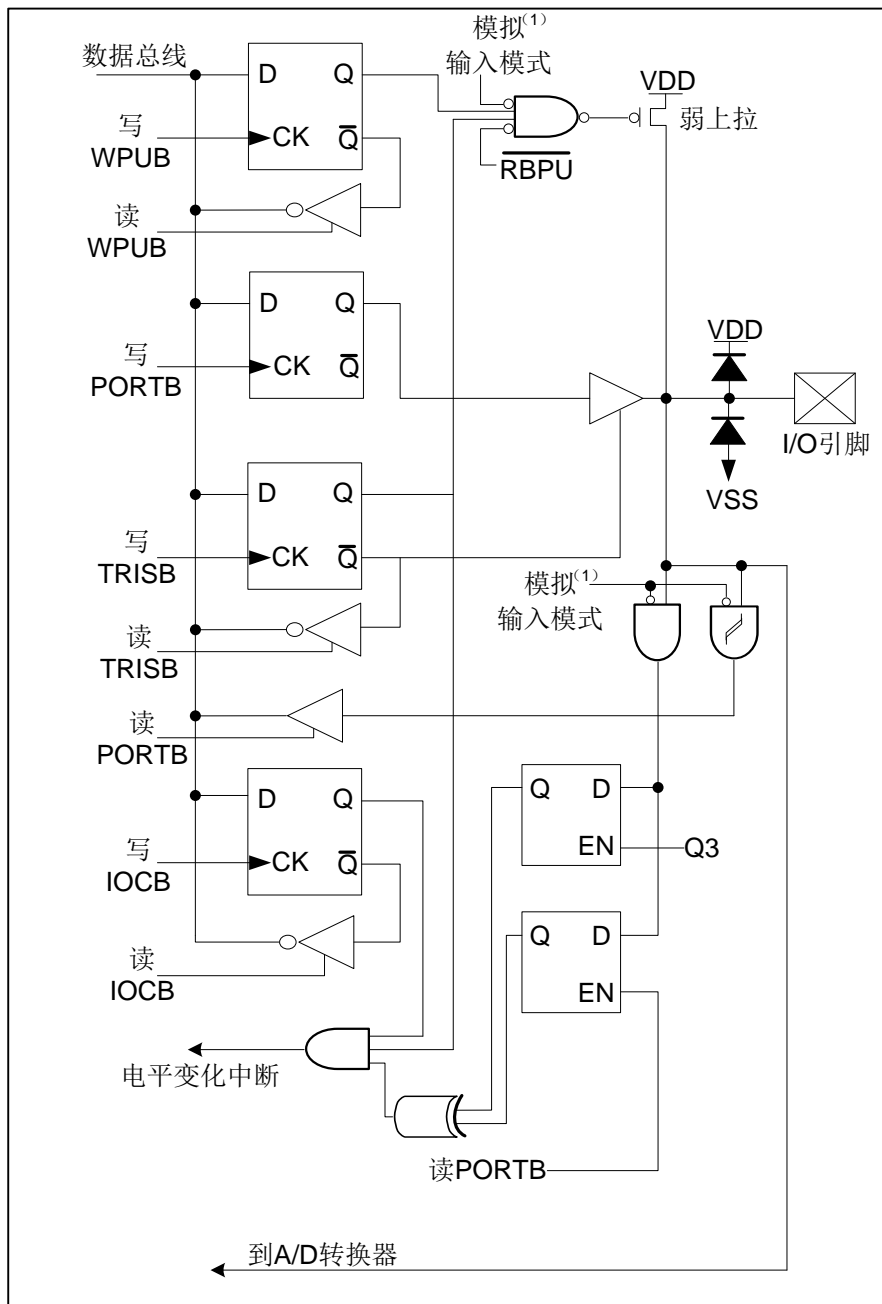 模拟(1)
输入模式
数据总线
D Q
CK Q̅
写
WPUB
读
WPUB
R̅B̅P̅U̅
VDD
弱上拉
D Q
CK Q̅
写
PORTB
VDD
VSS
I/O引脚
D Q
CK Q̅
写
TRISB
读
TRISB
模拟(1)
输入模式
读
PORTB
D Q
CK Q̅
写
IOCB
读
IOCB
Q D
EN
Q3
Q D
EN
电平变化中断
读PORTB
到A/D转换器